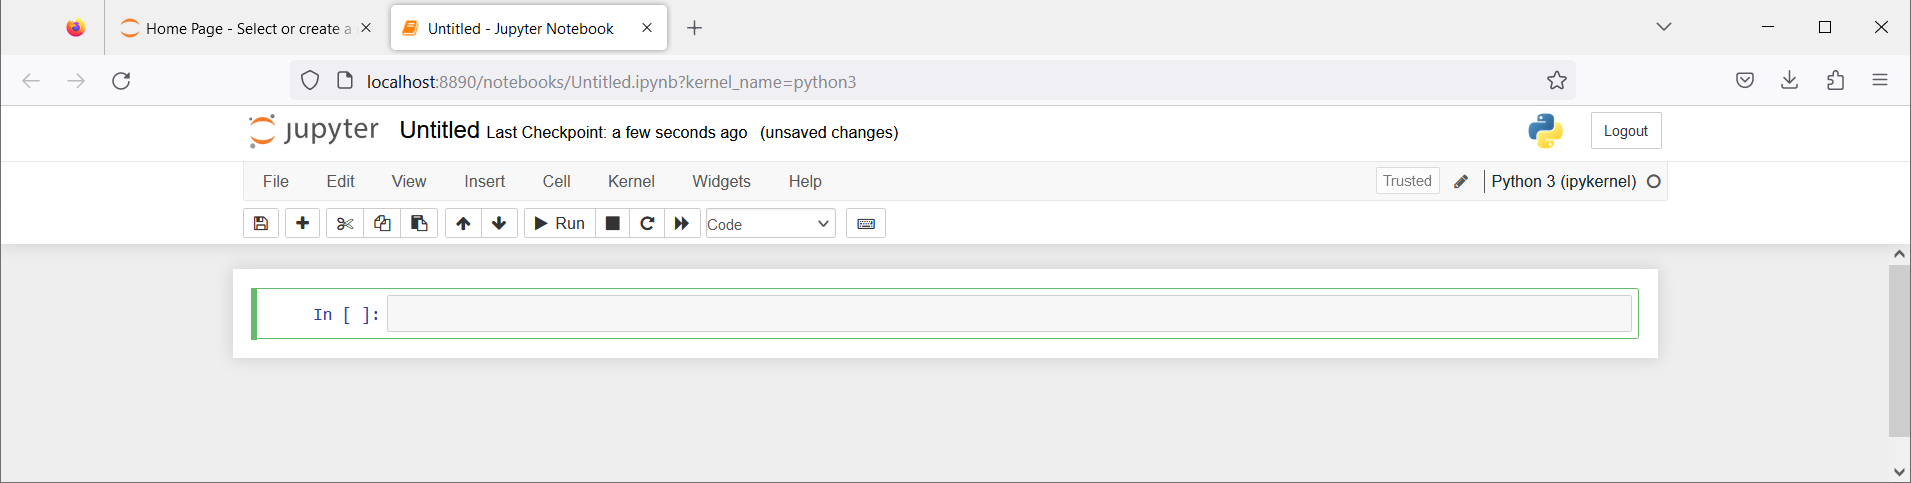 Home Page - Select or create a
Untitled - Jupyter Notebook
localhost:8890/notebooks/Untitled.ipynb?kernel_name=python3
jupyter Untitled Last Checkpoint: a few seconds ago (unsaved changes)
Logout
File Edit View Insert Cell Kernel Widgets Help
Trusted
Python 3 (ipykernel)
Run
Code
In [ ]: